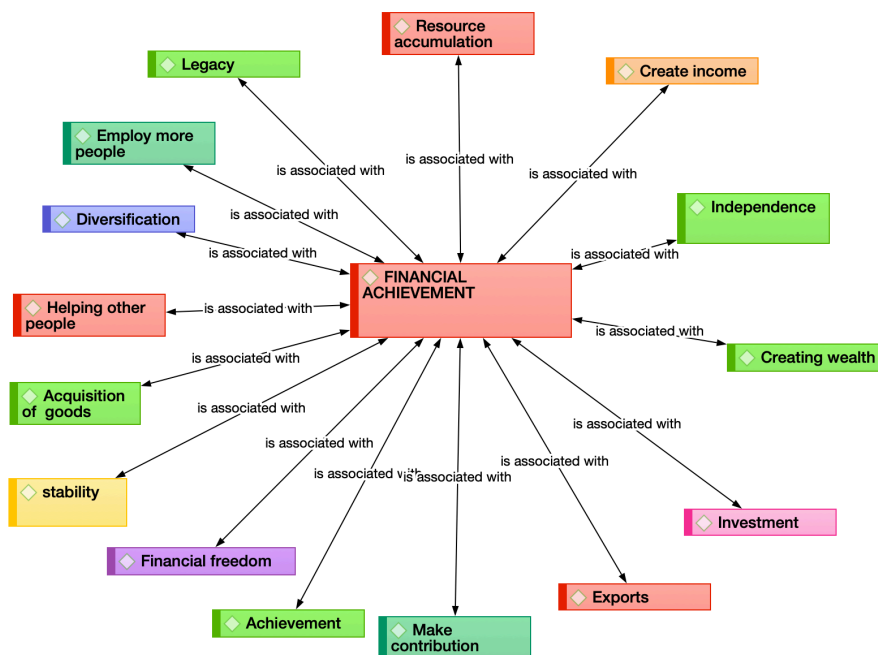 Resource
accumulation
Legacy
Create income
Employ more
people
is associated with
is associated with
is associated with
is associated with
Independence
Diversification
is associated with
is associated with
is associated with
FINANCIAL
ACHIEVEMENT
Helping other
people
is associated with
is associated with
Creating wealth
is associated with
Acquisition
of goods
is associated with
is associated with
is associated with
is associated with
is associated with
is associated with
stability
Investment
Financial freedom
Exports
Achievement
Make
contribution